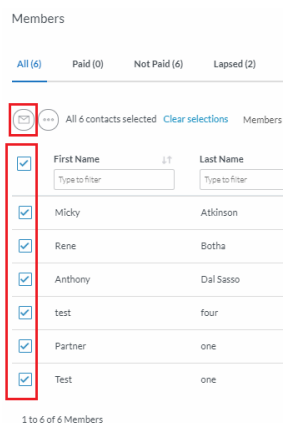 Members
All (6) Paid (0) Not Paid (6) Lapsed (2)
All 6 contacts selected Clear selections Members
First Name Last Name
Type to filter Type to filter
Micky Atkinson
Rene Botha
Anthony Dal Sasso
test four
Partner one
Test one
1 to 6 of 6 Members